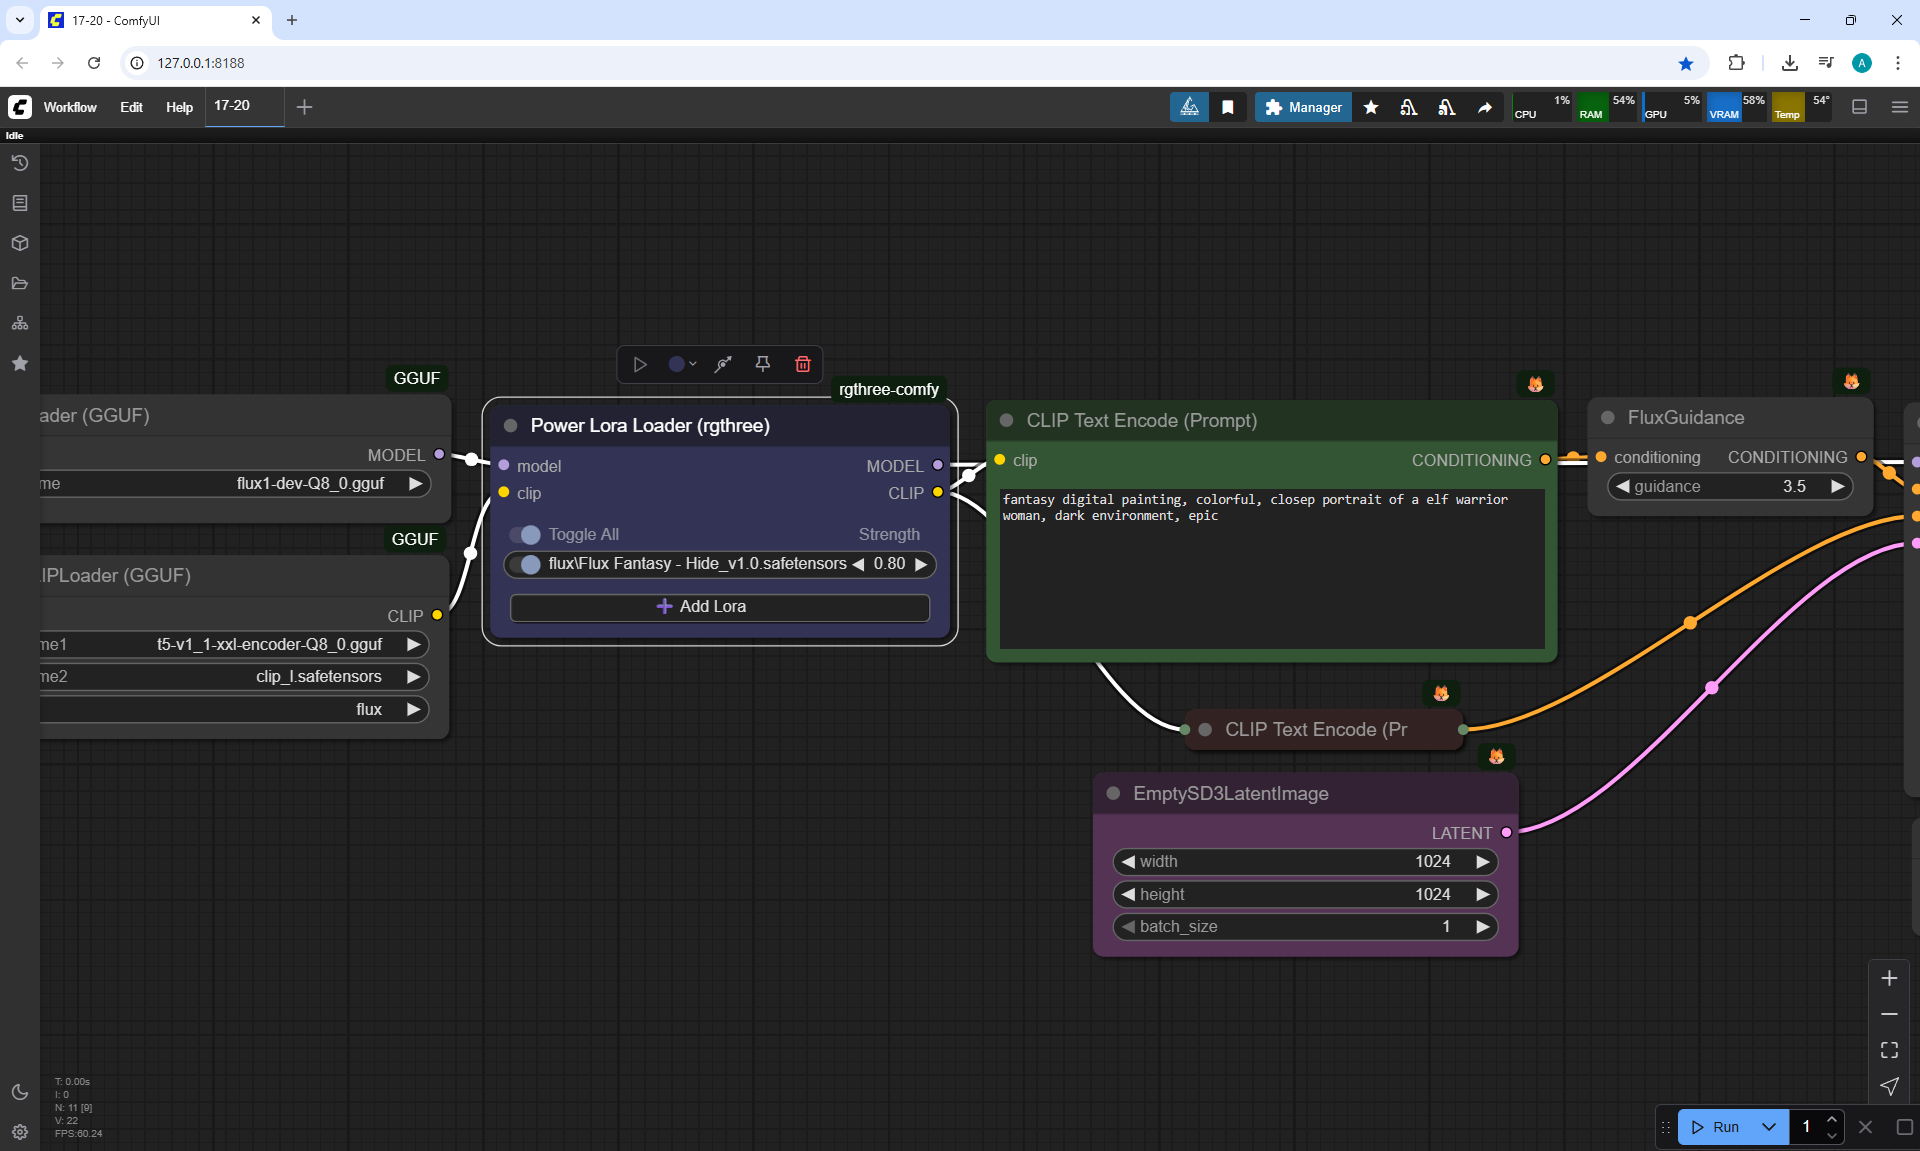 17-20 - ComfyUI
127.0.0.1:8188
A
Workflow
Edit
Help
17-20
Manager
CPU 1%
RAM 54%
GPU 5%
VRAM 58%
Temp 54°
Idle
GGUF
ader (GGUF)
MODEL
me flux1-dev-Q8_0.gguf
GGUF
.IPLoader (GGUF)
CLIP
ne1 t5-v1_1-xxl-encoder-Q8_0.gguf
ne2 clip_l.safetensors
flux
rgthree-comfy
Power Lora Loader (rgthree)
model MODEL
clip CLIP
Toggle All Strength
flux\Flux Fantasy - Hide_v1.0.safetensors 0.80
Add Lora
CLIP Text Encode (Prompt)
clip CONDITIONING
fantasy digital painting, colorful, closep portrait of a elf warrior
woman, dark environment, epic
FluxGuidance
conditioning CONDITIONING
guidance 3.5
CLIP Text Encode (Pr
EmptySD3LatentImage
LATENT
width 1024
height 1024
batch_size 1
T: 0.00s
I: 0
N: 11 [9]
V: 22
FPS:60.24
Run
1